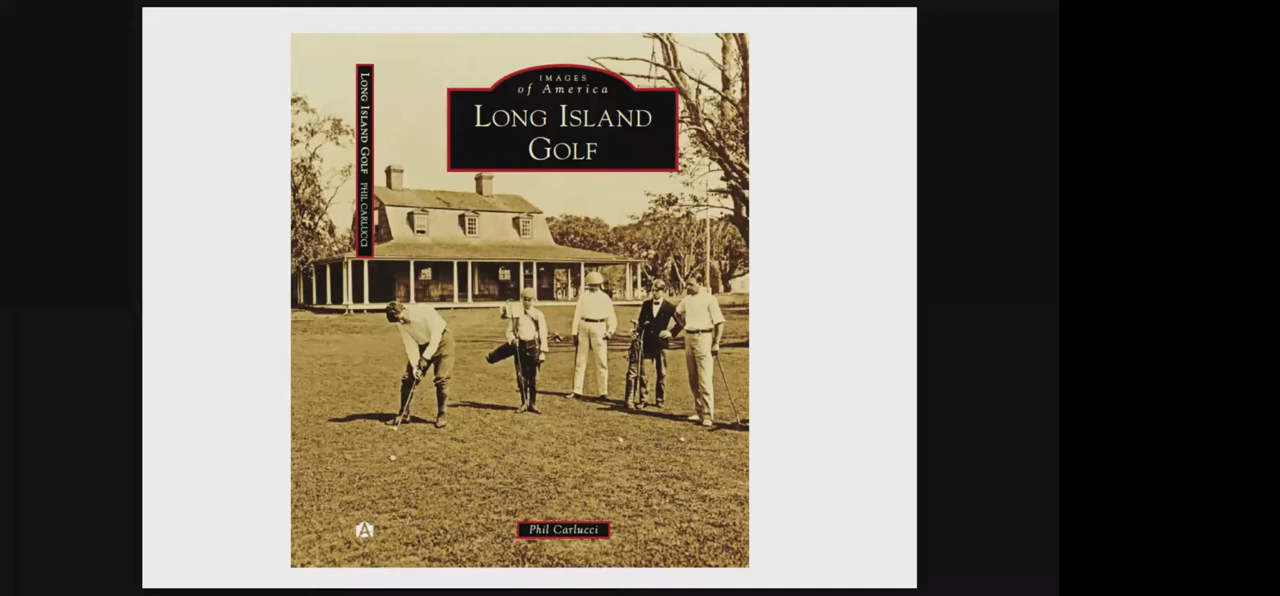 LONG ISLAND GOLF PHIL CARLUCCI
IMAGES
of America
LONG ISLAND
GOLF
Phil Carlucci
A